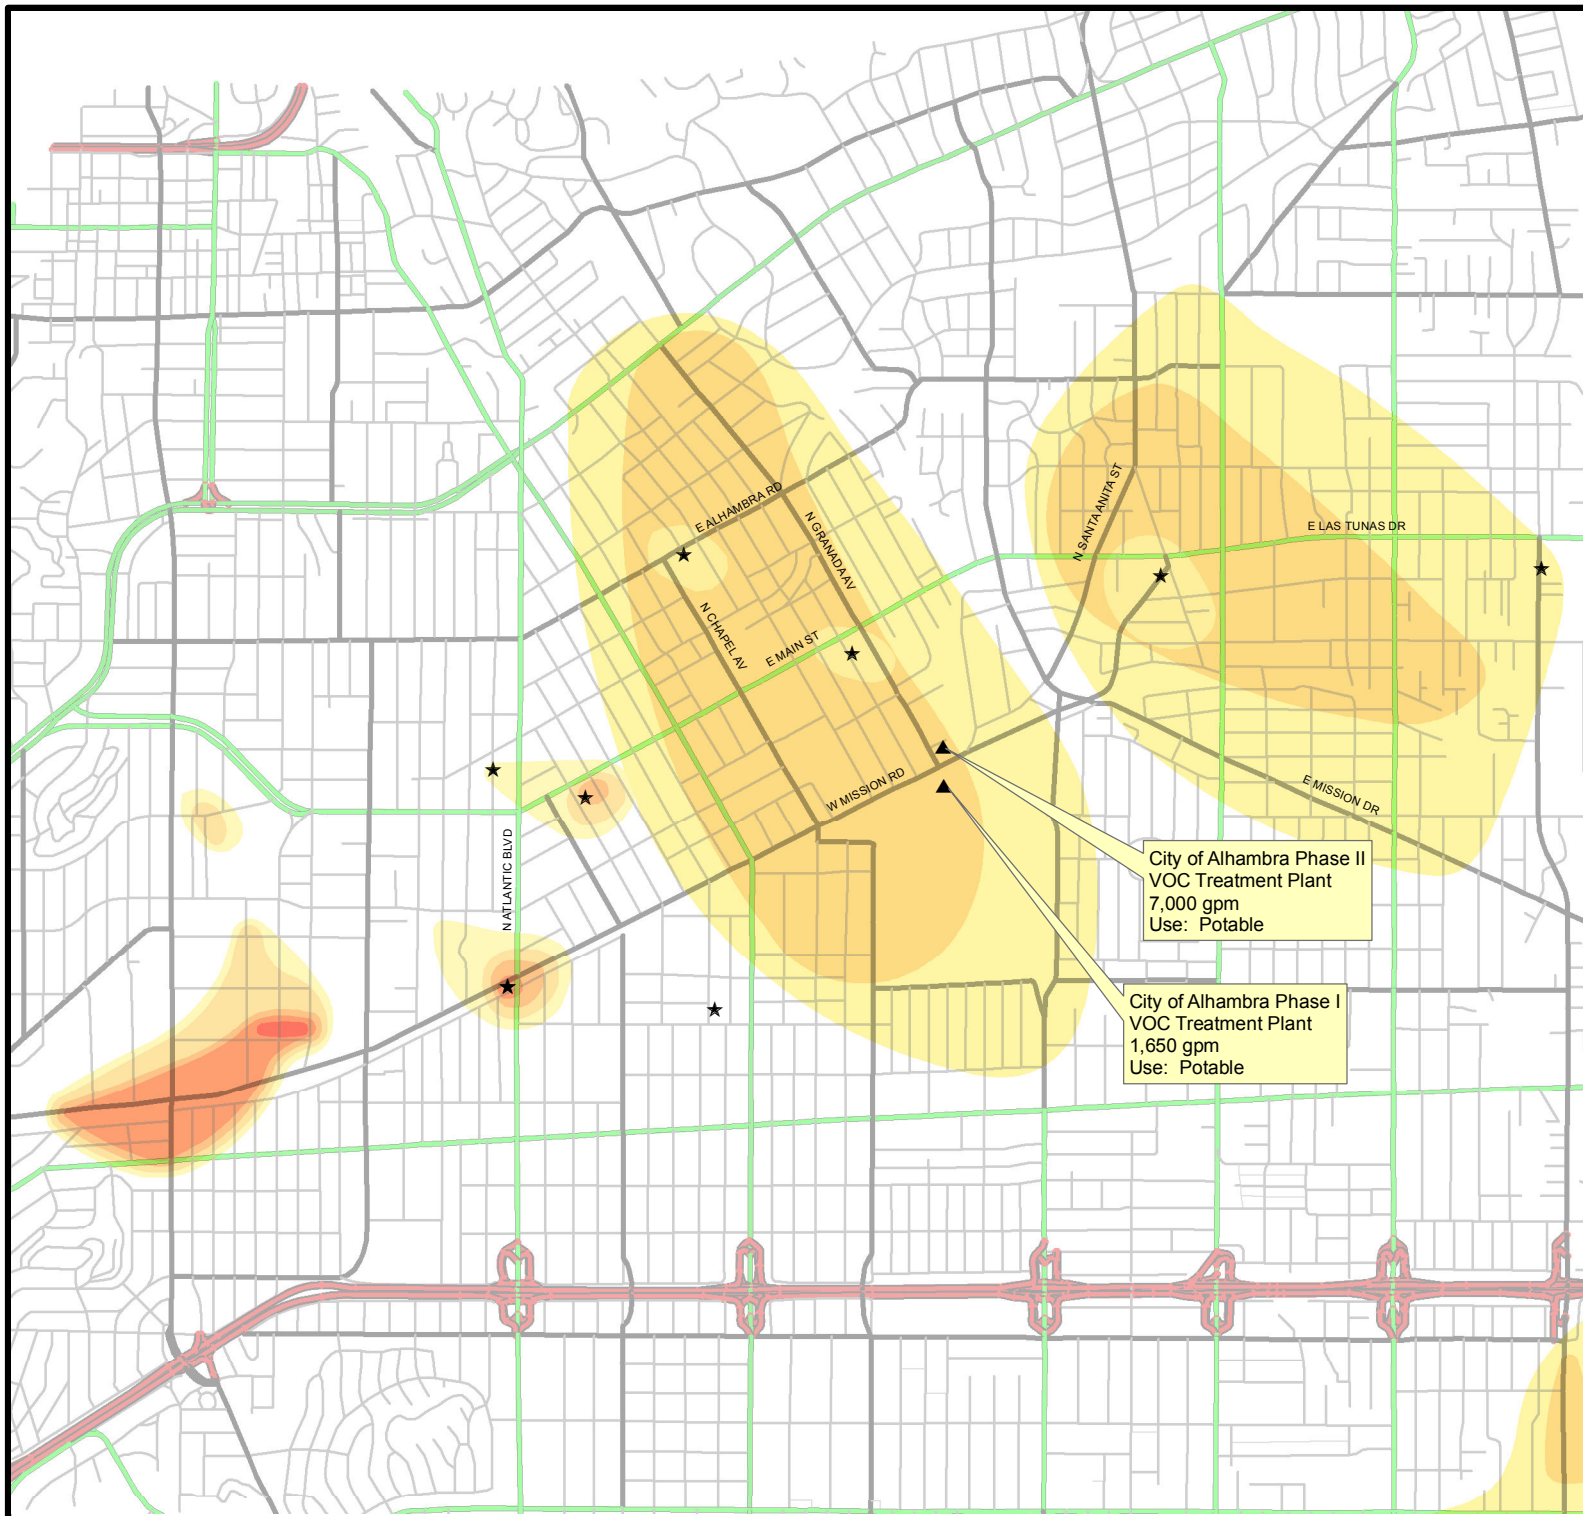 E ALHAMBRA RD
N GRANADA AV
N SANTA ANITA ST
E LAS TUNAS DR
N CHAPEL AV
E MAIN ST
W MISSION RD
E MISSION DR
N ATLANTIC BLVD
City of Alhambra Phase II
VOC Treatment Plant
7,000 gpm
Use: Potable
City of Alhambra Phase I
VOC Treatment Plant
1,650 gpm
Use: Potable